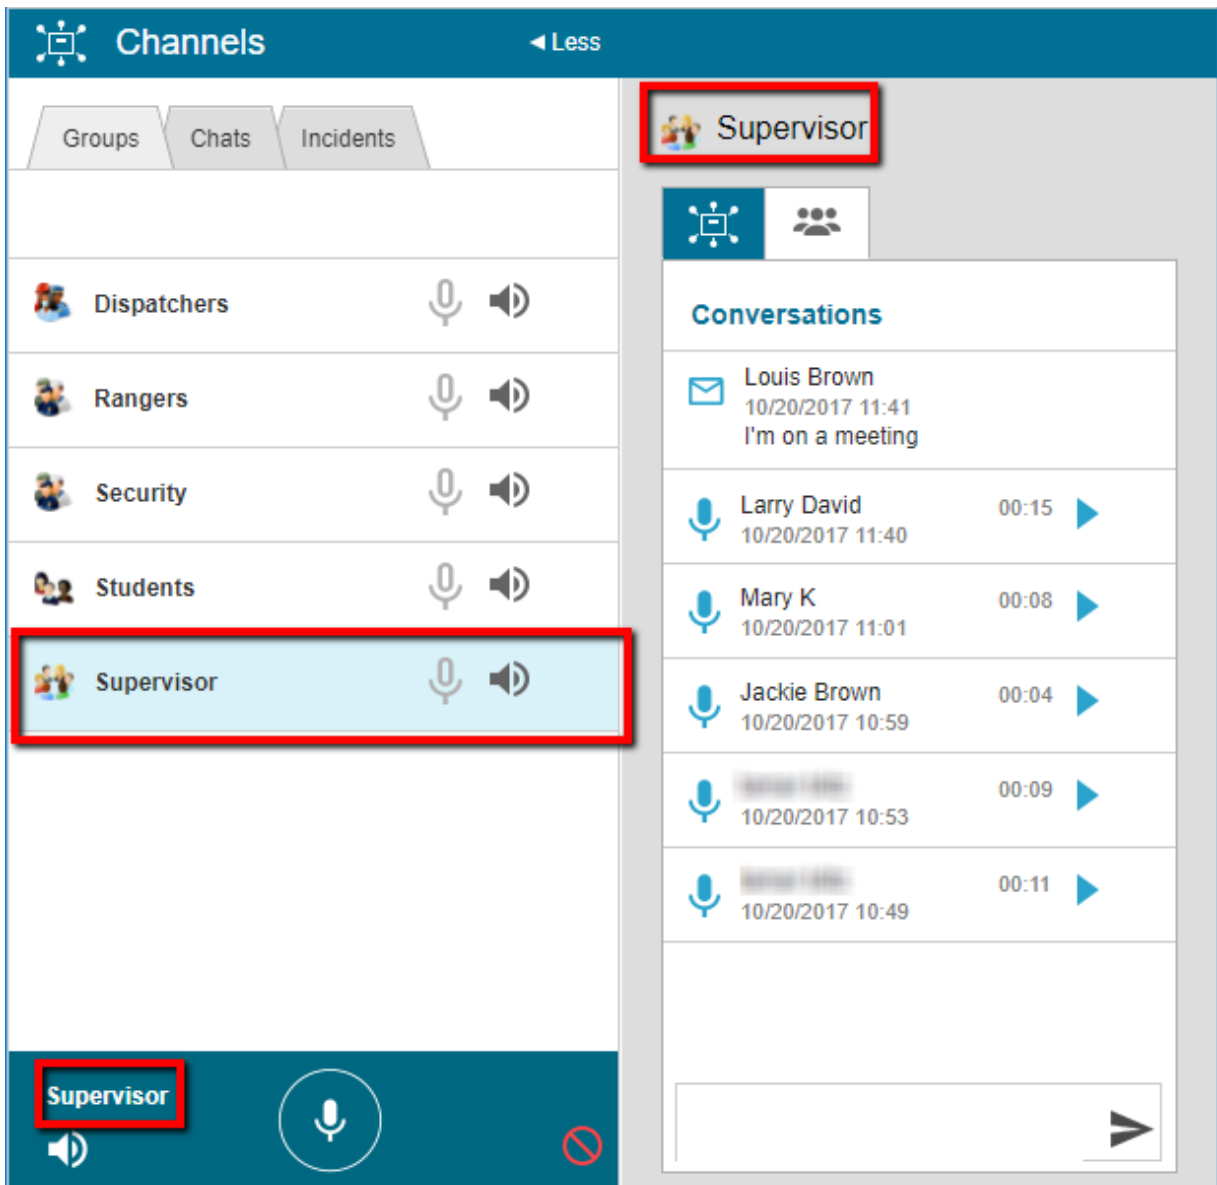 Channels
◀ Less
Groups
Chats
Incidents
Dispatchers
Rangers
Security
Students
Supervisor
Supervisor
Supervisor
Conversations
Louis Brown
10/20/2017 11:41
I'm on a meeting
Larry David
00:15
10/20/2017 11:40
Mary K
00:08
10/20/2017 11:01
Jackie Brown
00:04
10/20/2017 10:59
00:09
10/20/2017 10:53
00:11
10/20/2017 10:49